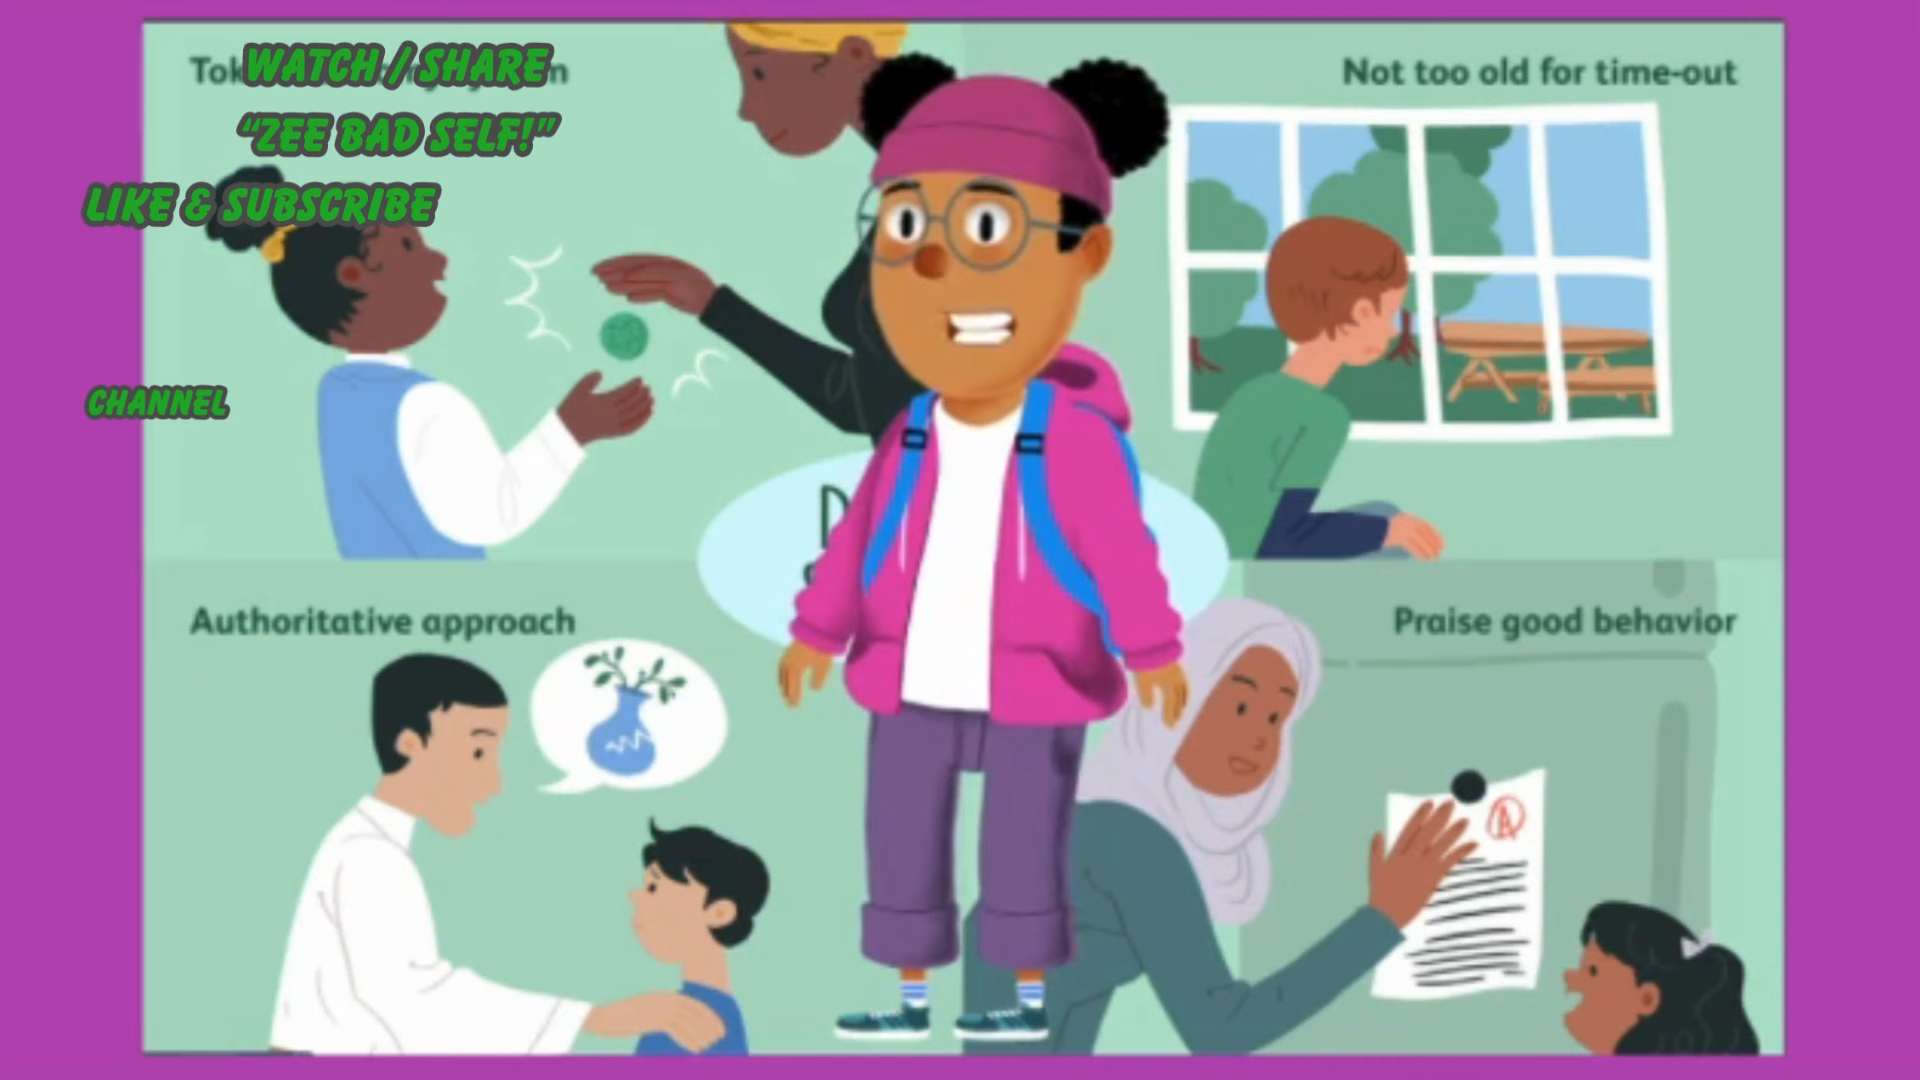 WATCH / SHARE
Not too old for time-out
“ZEE BAD SELF!”
LIKE & SUBSCRIBE
CHANNEL
Authoritative approach
Praise good behavior
A